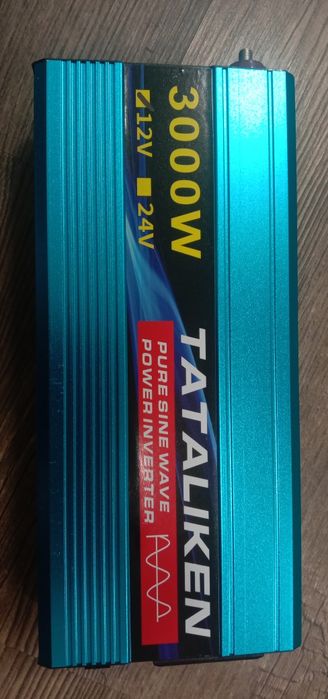 3000W
12V 24V
TATALIKEN
PURE SINE WAVE
POWER INVERTER